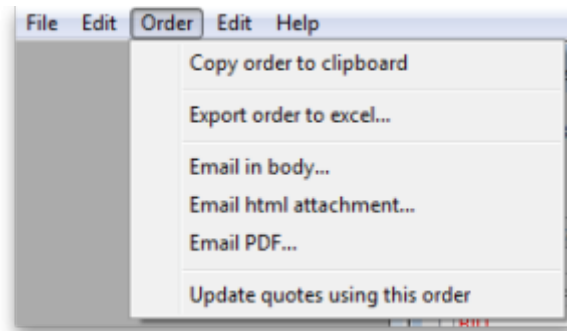 File Edit Order Edit Help
Copy order to clipboard
Export order to excel...
Email in body...
Email html attachment...
Email PDF...
Update quotes using this order